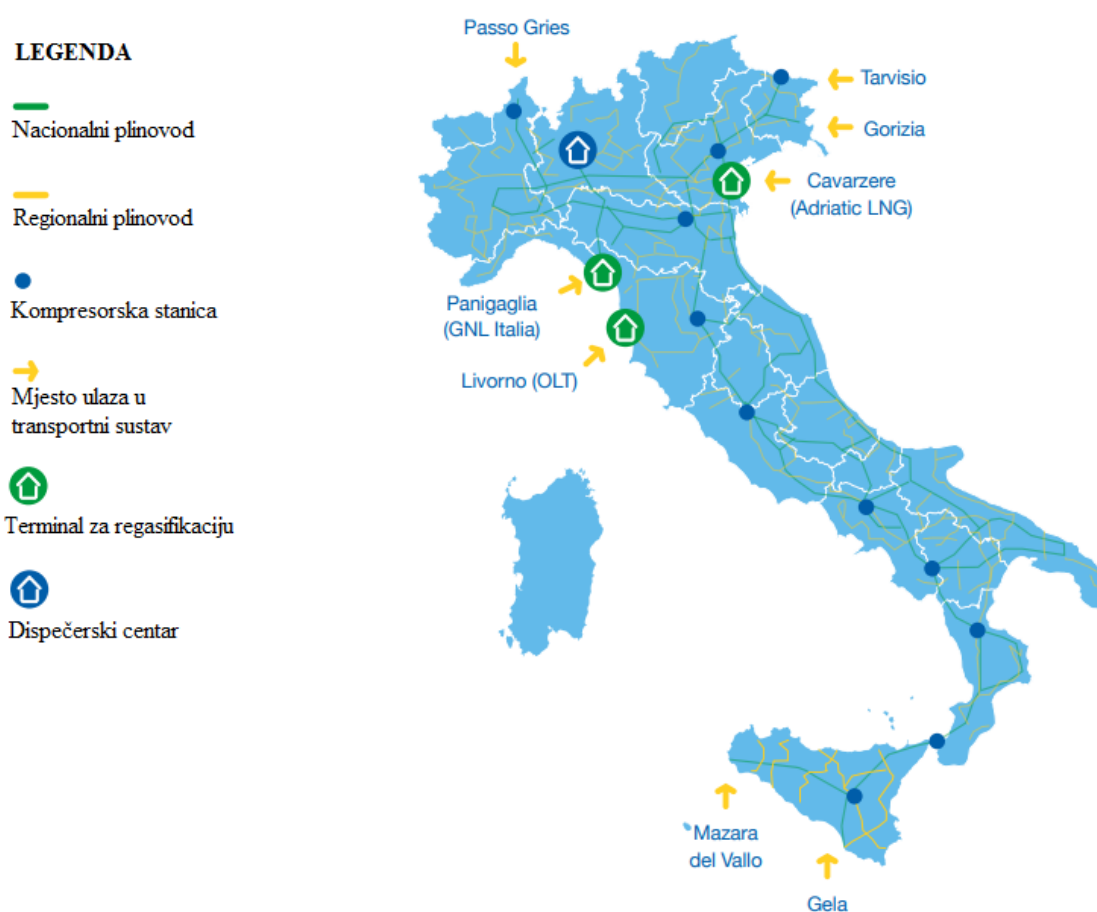 LEGENDA
Nacionalni plinovod
Regionalni plinovod
Kompresorska stanica
Mjesto ulaza u
transportni sustav
Terminal za regasifikaciju
Dispečerski centar
Passo Gries
Tarvisio
Gorizia
Cavarzere
(Adriatic LNG)
Panigaglia
(GNL Italia)
Livorno (OLT)
Mazara
del Vallo
Gela